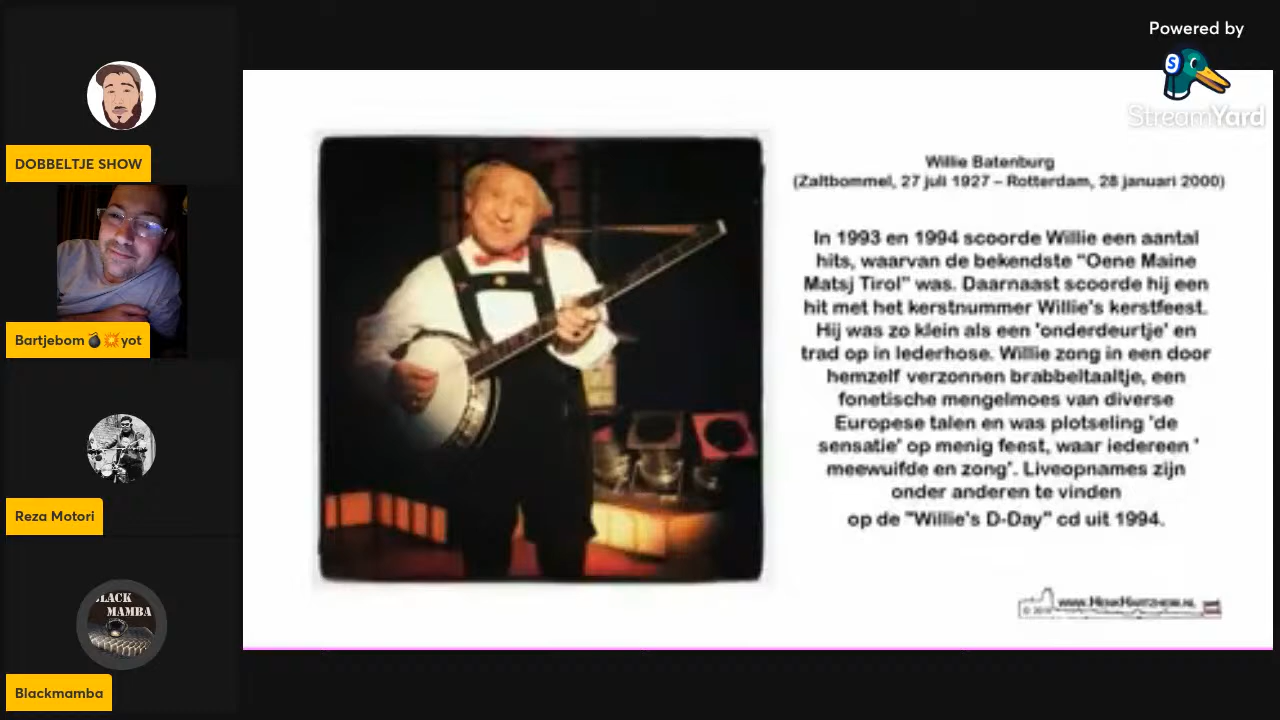 Powered by
S
StreamYard
DOBBELTJE SHOW
Bartjebom💣💥yot
Reza Motori
BLACK
MAMBA
Blackmamba
Willie Batenburg
(Zaltbommel, 27 juli 1927 – Rotterdam, 28 januari 2000)
In 1993 en 1994 scoorde Willie een aantal
hits, waarvan de bekendste "Oene Maine
Matsj Tirol" was. Daarnaast scoorde hij een
hit met het kerstnummer Willie's kerstfeest.
Hij was zo klein als een 'onderdeurtje' en
trad op in lederhose. Willie zong in een door
hemzelf verzonnen brabbeltaaltje, een
fonetische mengelmoes van diverse
Europese talen en was plotseling 'de
sensatie' op menig feest, waar iedereen '
meewuifde en zong'. Liveopnames zijn
onder anderen te vinden
op de "Willie's D-Day" cd uit 1994.